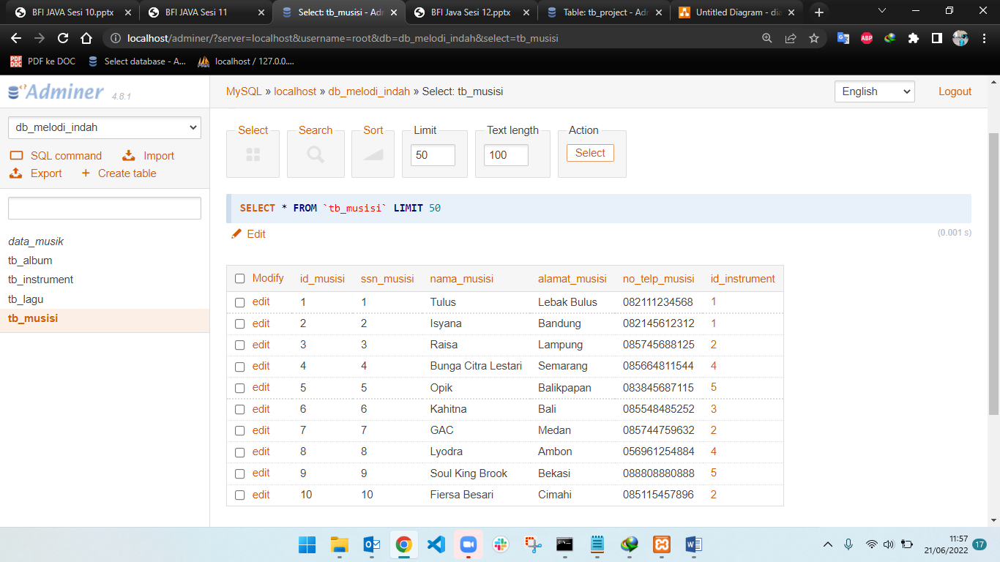 BFI JAVA Sesi 10.pptx
BFI JAVA Sesi 11
Select: tb_musisi - Adr
BFI JAVA Sesi 12.pptx
Table: tb_project - Adr
Untitled Diagram - dia
localhost/adminer/?server=localhost&username=root&db=db_melodi_indah&select=tb_musisi
ABP
PDF DOC PDF ke DOC Select database - A... localhost / 127.0.0....
Adminer 4.8.1
MySQL » localhost » db_melodi_indah » Select: tb_musisi
English
Logout
db_melodi_indah
SQL command Import
Export + Create table
data_musik
tb_album
tb_instrument
tb_lagu
tb_musisi
Select Search Sort Limit Text length Action
50 100 Select
SELECT * FROM `tb_musisi` LIMIT 50
Edit (0.001 s)
Modify id_musisi ssn_musisi nama_musisi alamat_musisi no_telp_musisi id_instrument
edit 1 1 Tulus Lebak Bulus 082111234568 1
edit 2 2 Isyana Bandung 082145612312 1
edit 3 3 Raisa Lampung 085745688125 2
edit 4 4 Bunga Citra Lestari Semarang 085664811544 4
edit 5 5 Opik Balikpapan 083845687115 5
edit 6 6 Kahitna Bali 085548485252 3
edit 7 7 GAC Medan 085744759632 2
edit 8 8 Lyodra Ambon 056961254884 4
edit 9 9 Soul King Brook Bekasi 088808880888 5
edit 10 10 Fiersa Besari Cimahi 085115457896 2
11:57
21/06/2022
17